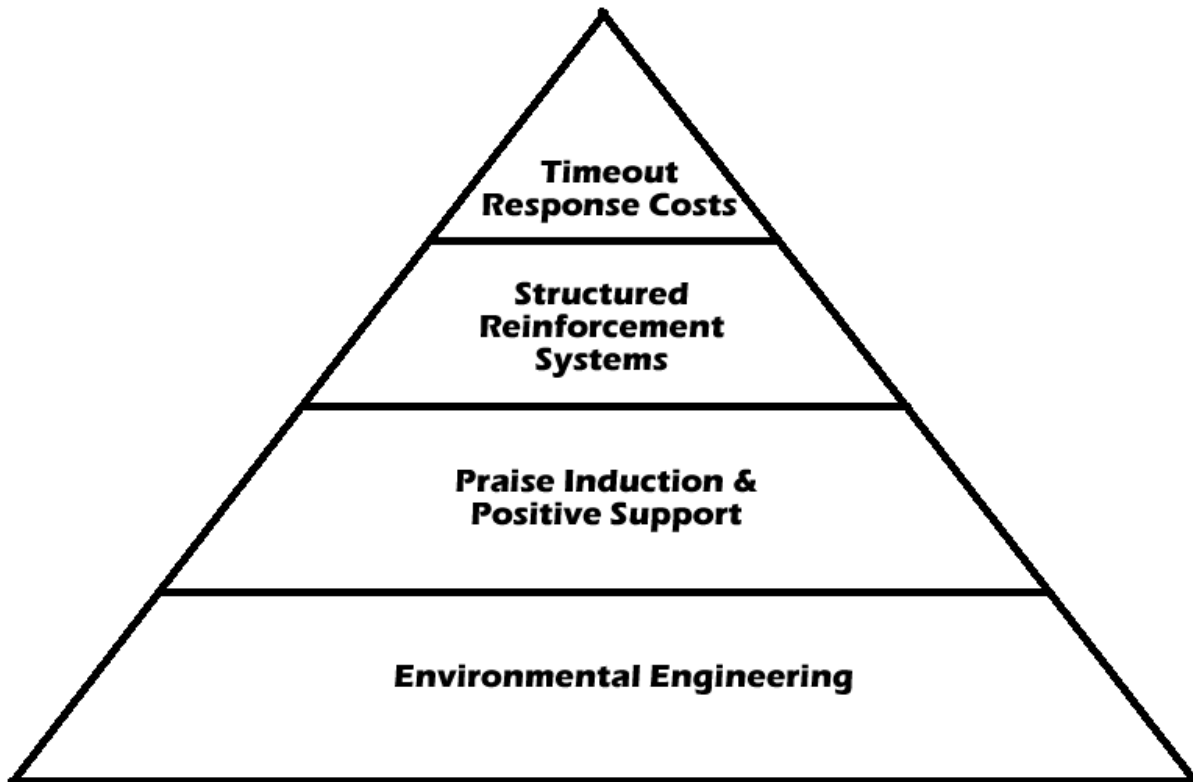 Timeout
Response Costs
Structured
Reinforcement
Systems
Praise Induction &
Positive Support
Environmental Engineering